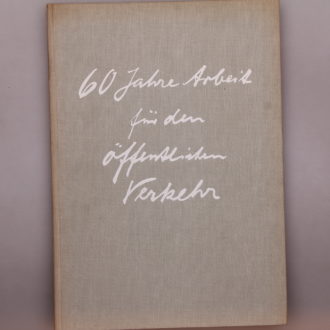 60 Jahre Arbeit
für den
öffentlichen
Verkehr